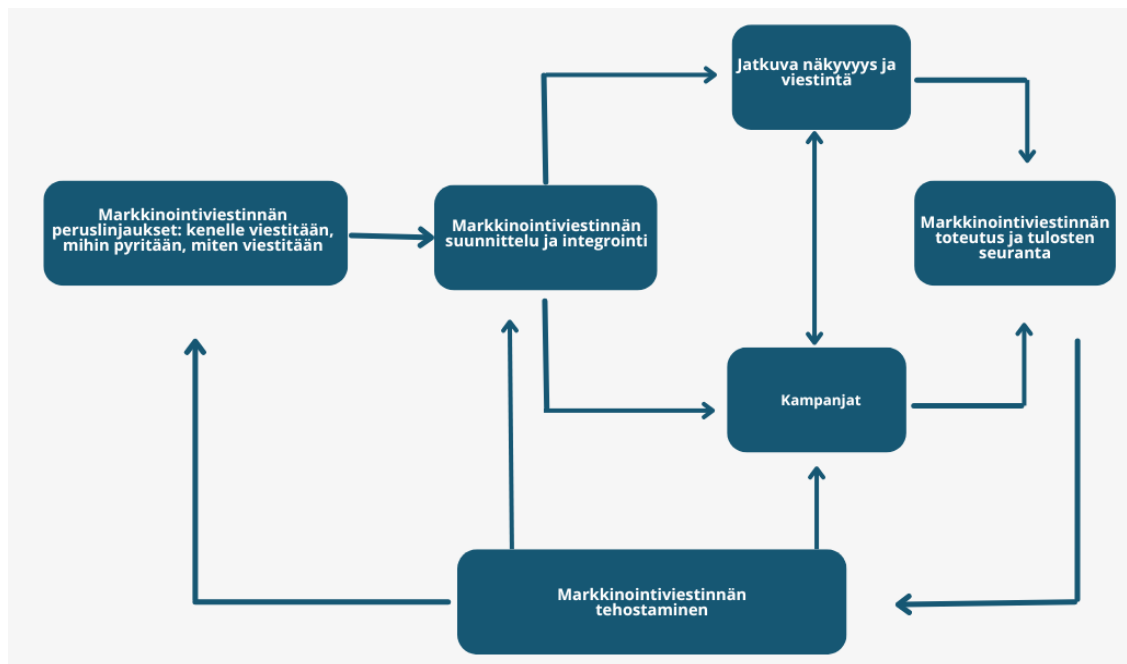 Markkinointiviestinnän
peruslinjaukset: kenelle viestitään,
mihin pyritään, miten viestitään
Markkinointiviestinnän
suunnittelu ja integrointi
Jatkuva näkyvyys ja
viestintä
Kampanjat
Markkinointiviestinnän
toteutus ja tulosten
seuranta
Markkinointiviestinnän
tehostaminen